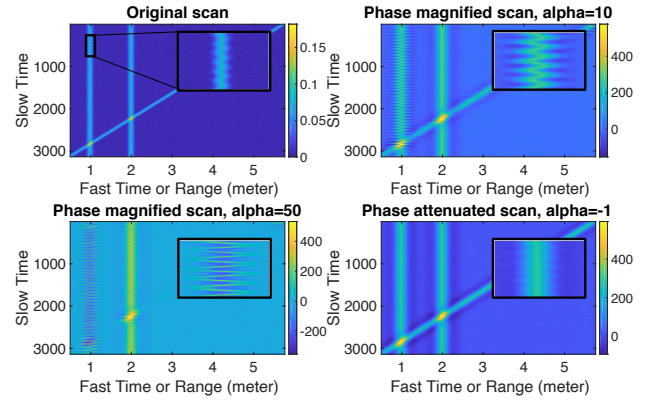 Original scan
Phase magnified scan, alpha=10
1000
2000
3000
Slow Time
1 2 3 4 5
Fast Time or Range (meter)
0.15
0.1
0.05
0
1000
2000
3000
Slow Time
1 2 3 4 5
Fast Time or Range (meter)
400
200
0
Phase magnified scan, alpha=50
Phase attenuated scan, alpha=-1
1000
2000
3000
Slow Time
1 2 3 4 5
Fast Time or Range (meter)
400
200
0
-200
1000
2000
3000
Slow Time
1 2 3 4 5
Fast Time or Range (meter)
400
200
0